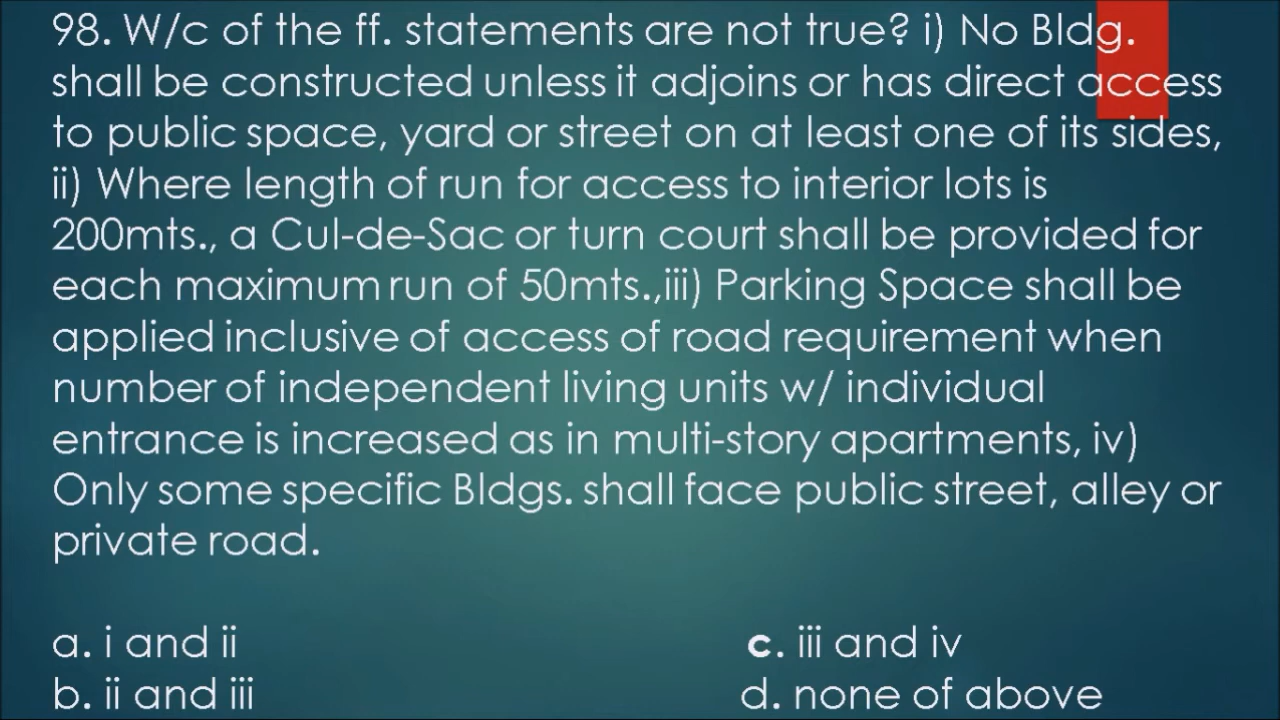 98. W/c of the ff. statements are not true? i) No Bldg.
shall be constructed unless it adjoins or has direct access
to public space, yard or street on at least one of its sides,
ii) Where length of run for access to interior lots is
200mts., a Cul-de-Sac or turn court shall be provided for
each maximum run of 50mts.,iii) Parking Space shall be
applied inclusive of access of road requirement when
number of independent living units w/ individual
entrance is increased as in multi-story apartments, iv)
Only some specific Bldgs. shall face public street, alley or
private road.
a. i and ii
c. iii and iv
b. ii and iii
d. none of above